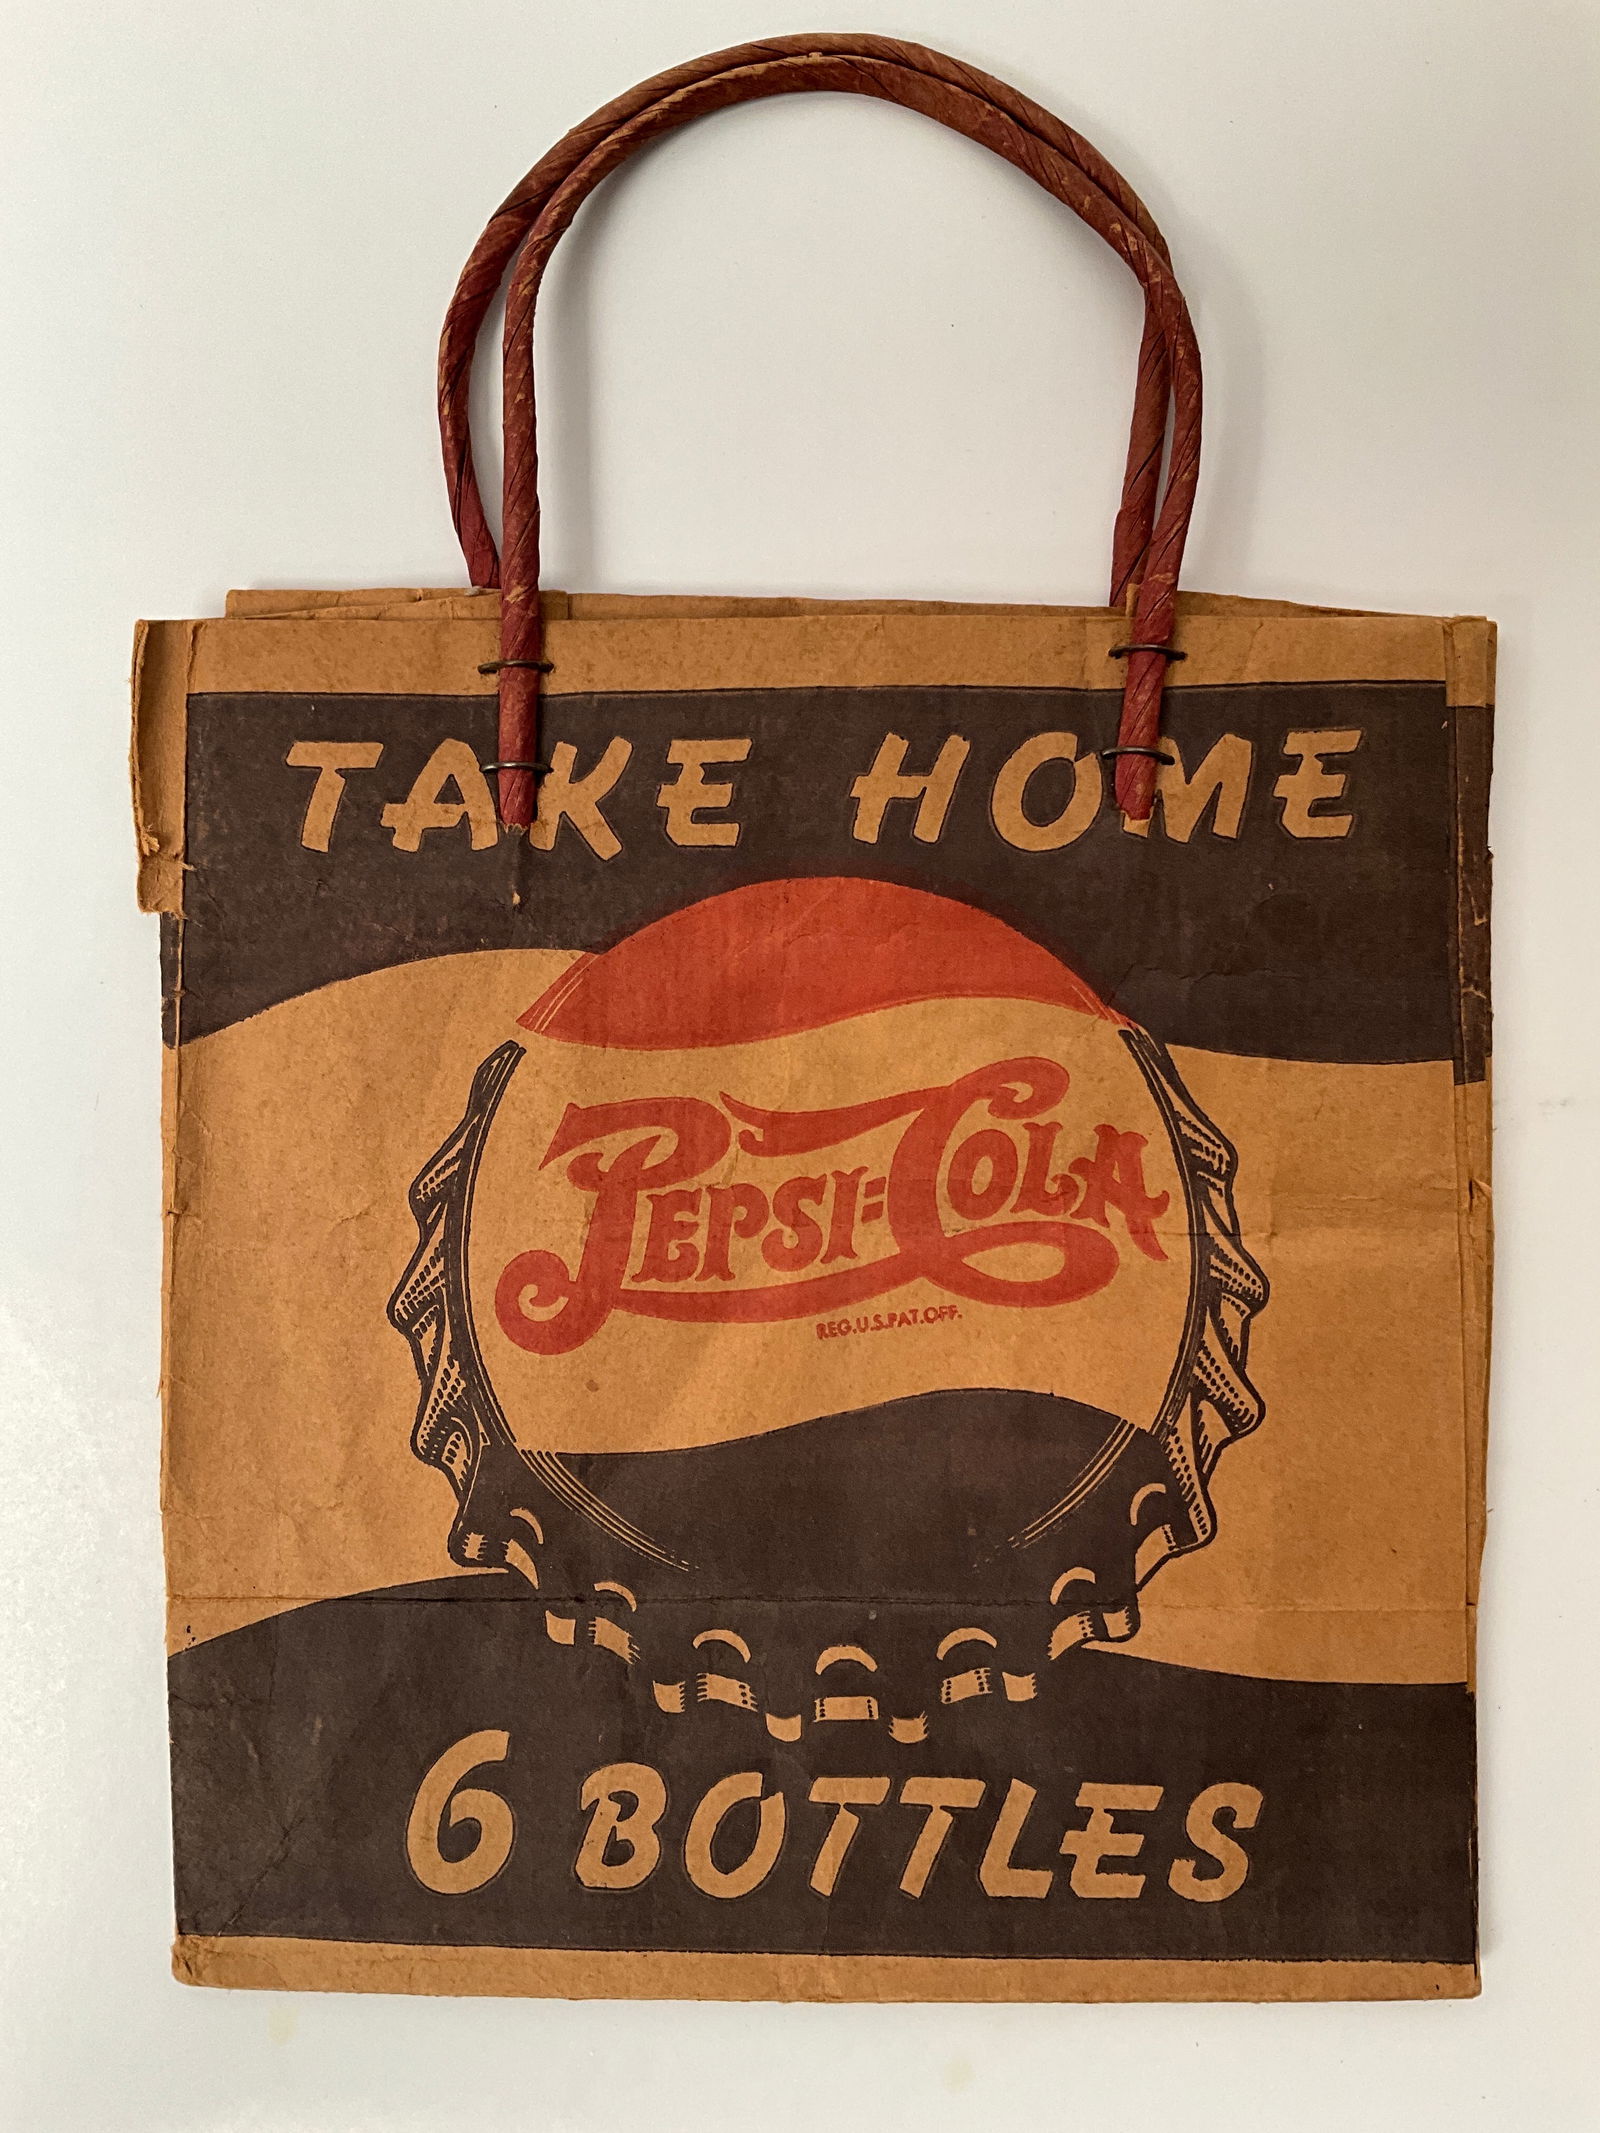 TAKE HOME
PEPSI=COLA
REG.U.S.PAT.OFF.
6 BOTTLES